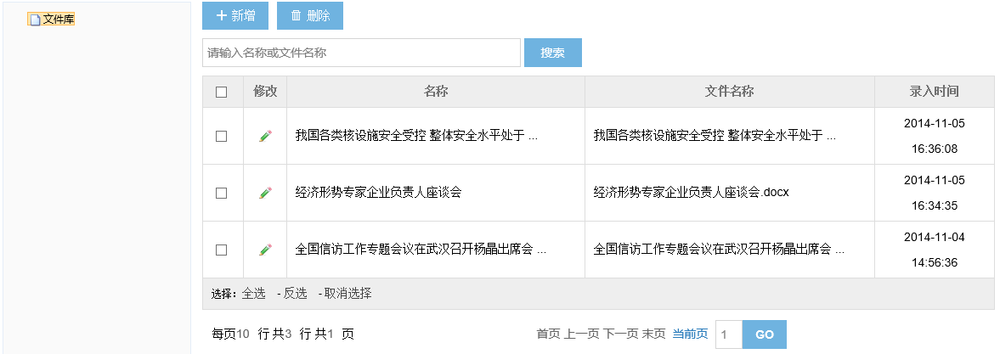 文件库
新增 删除
请输入名称或文件名称 搜索
修改 名称 文件名称 录入时间
我国各类核设施安全受控 整体安全水平处于 ... 我国各类核设施安全受控 整体安全水平处于 ... 2014-11-05
16:36:08
经济形势专家企业负责人座谈会 经济形势专家企业负责人座谈会.docx 2014-11-05
16:34:35
全国信访工作专题会议在武汉召开杨晶出席会 ... 全国信访工作专题会议在武汉召开杨晶出席会 ... 2014-11-04
14:56:36
选择：全选 - 反选 - 取消选择
每页10 行 共3 行 共1 页 首页 上一页 下一页 末页 当前页 1 GO